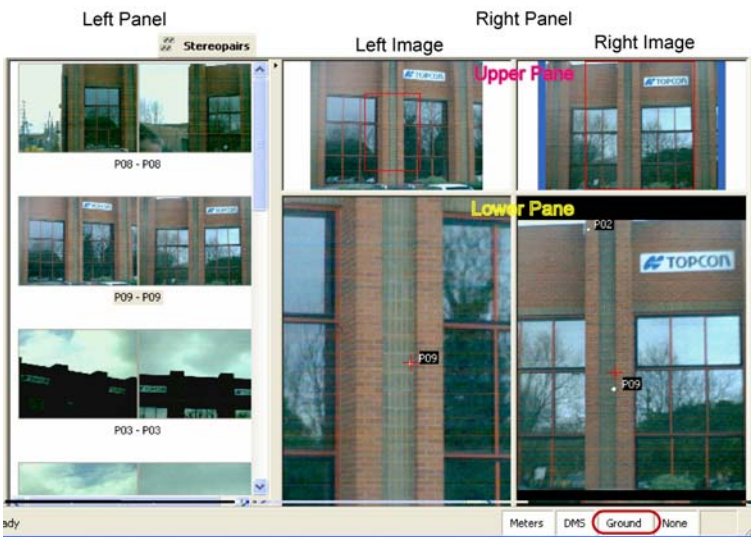 Left Panel
Right Panel
Stereopairs
Left Image
Right Image
TOPCON
TOPCON
Upper Pane
P08 - P08
Lower Pane
P02
TOPCON
P09 - P09
P09
P09
P03 - P03
ady
Meters
DMS
Ground
None